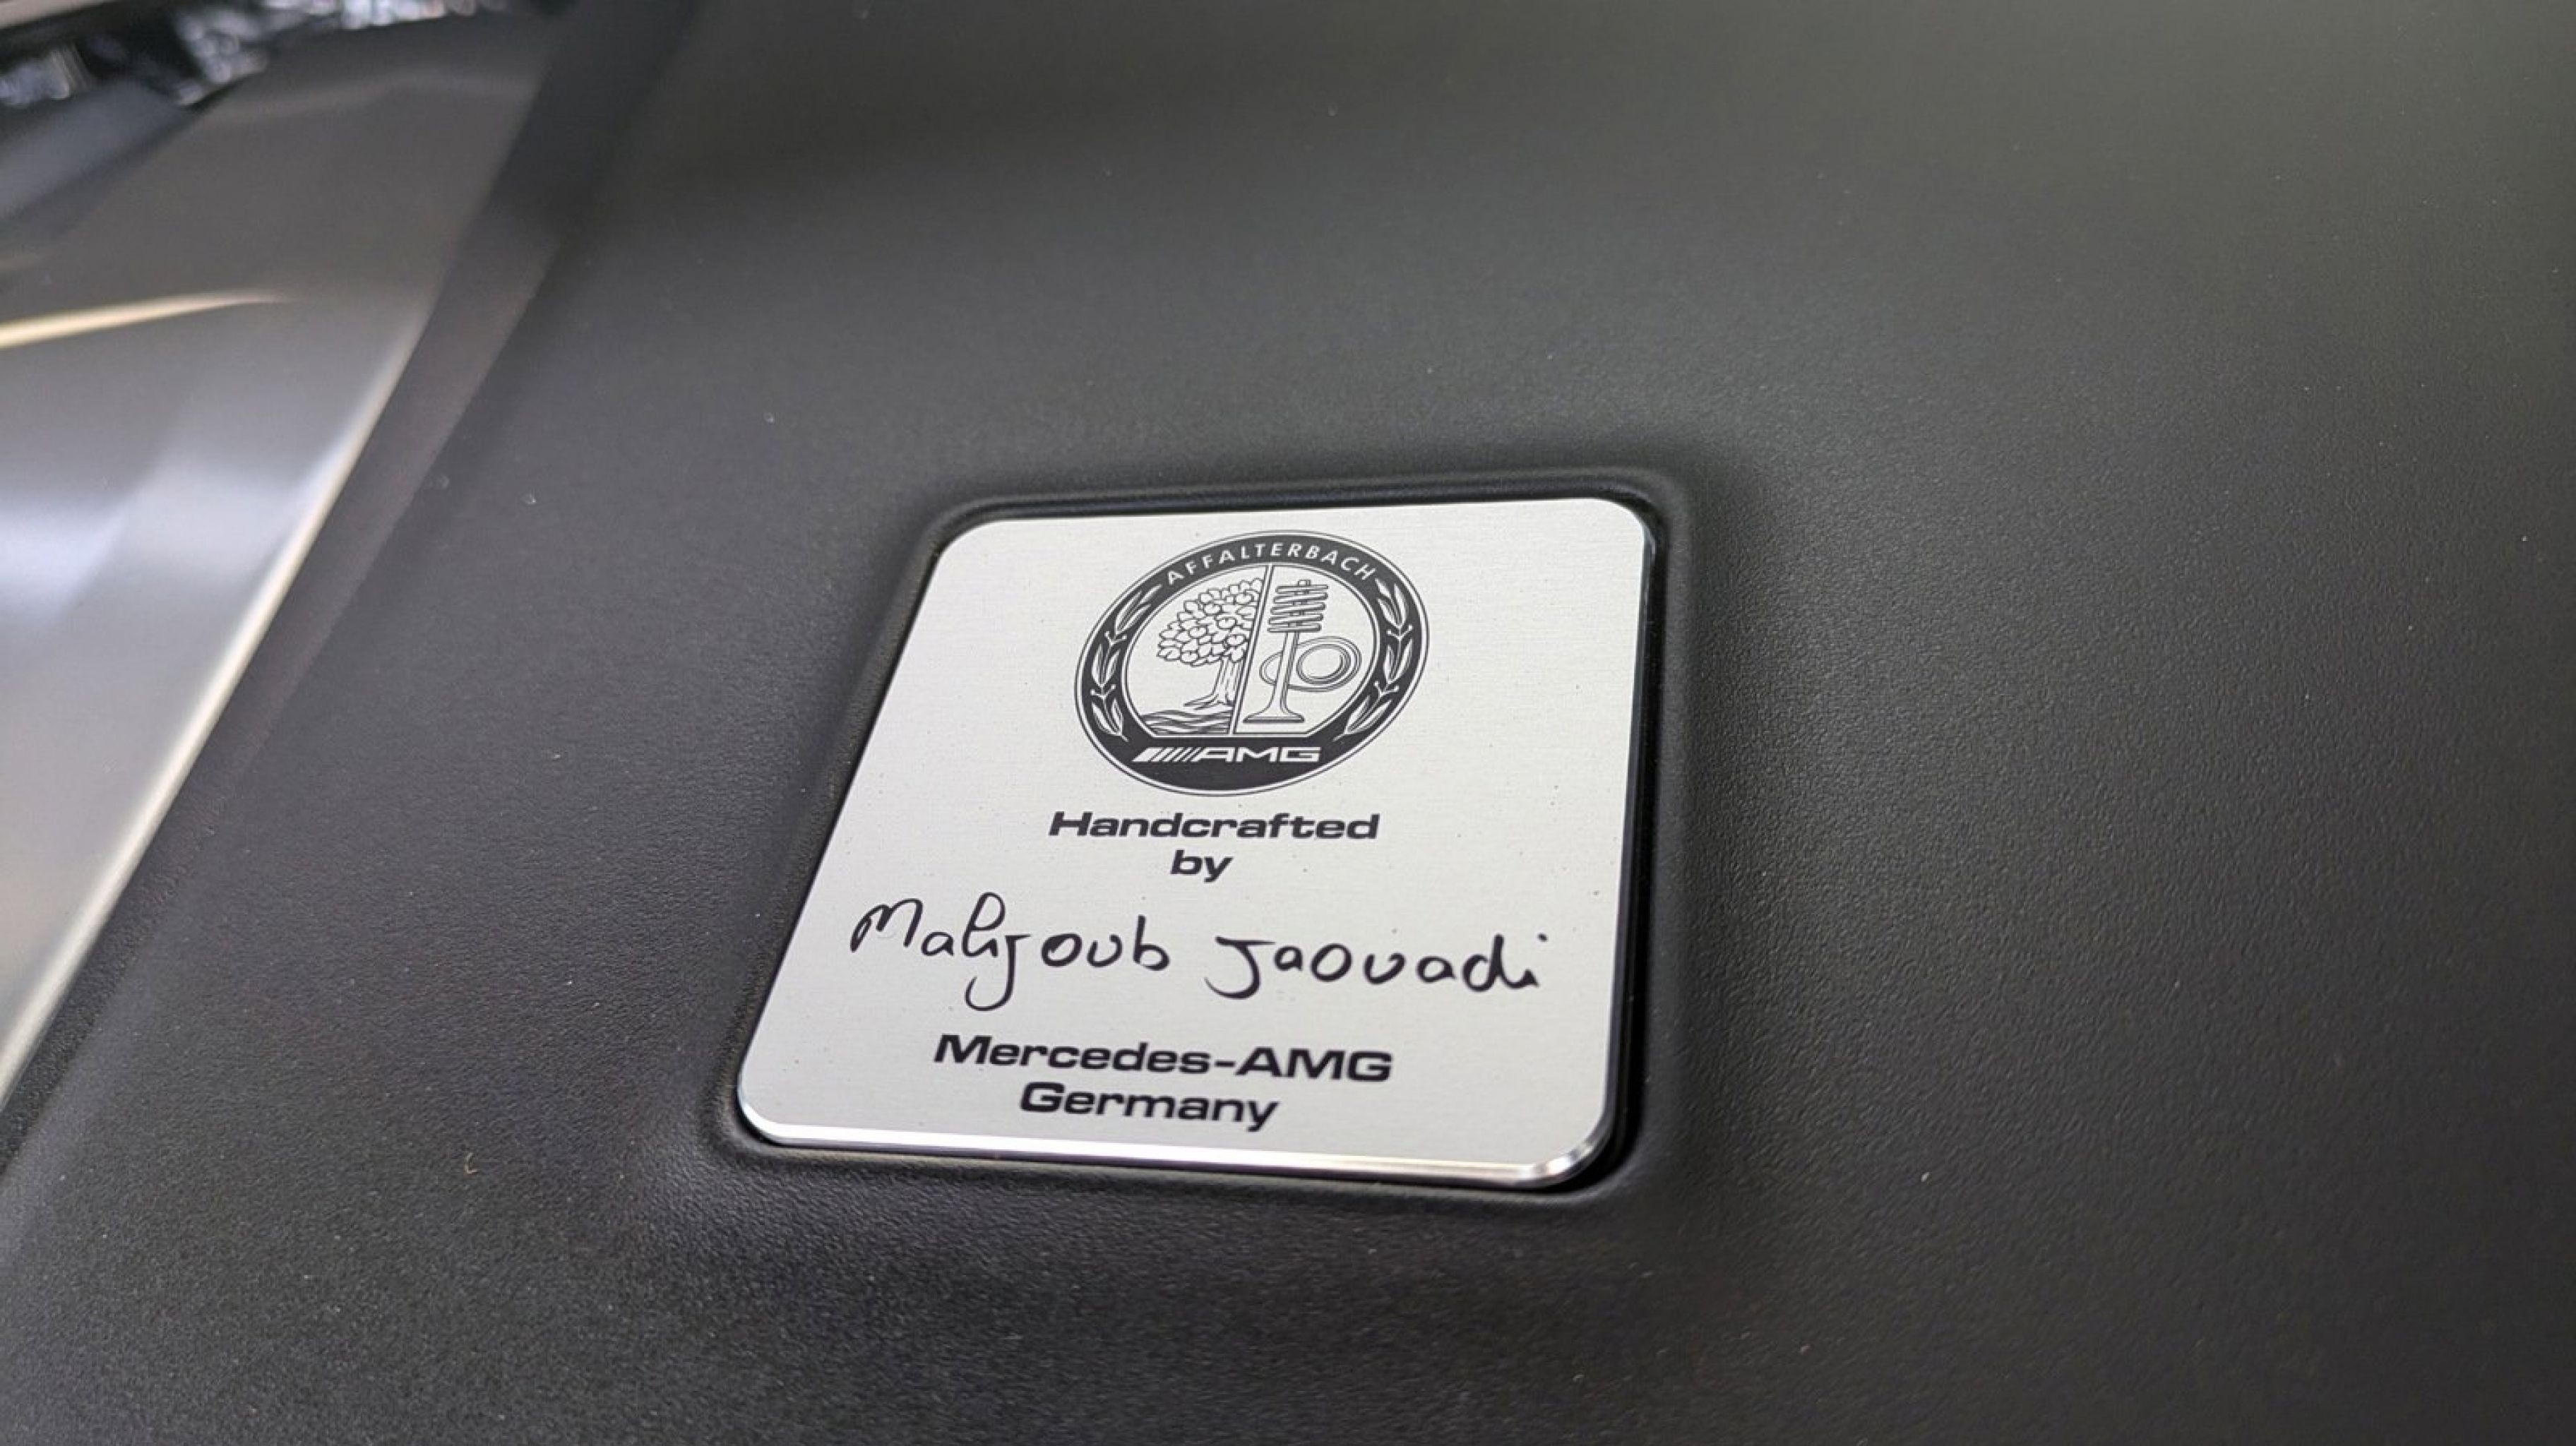 AFFALTERBACH
AMG
Handcrafted
by
Mahjoub Jaouadi
Mercedes-AMG
Germany